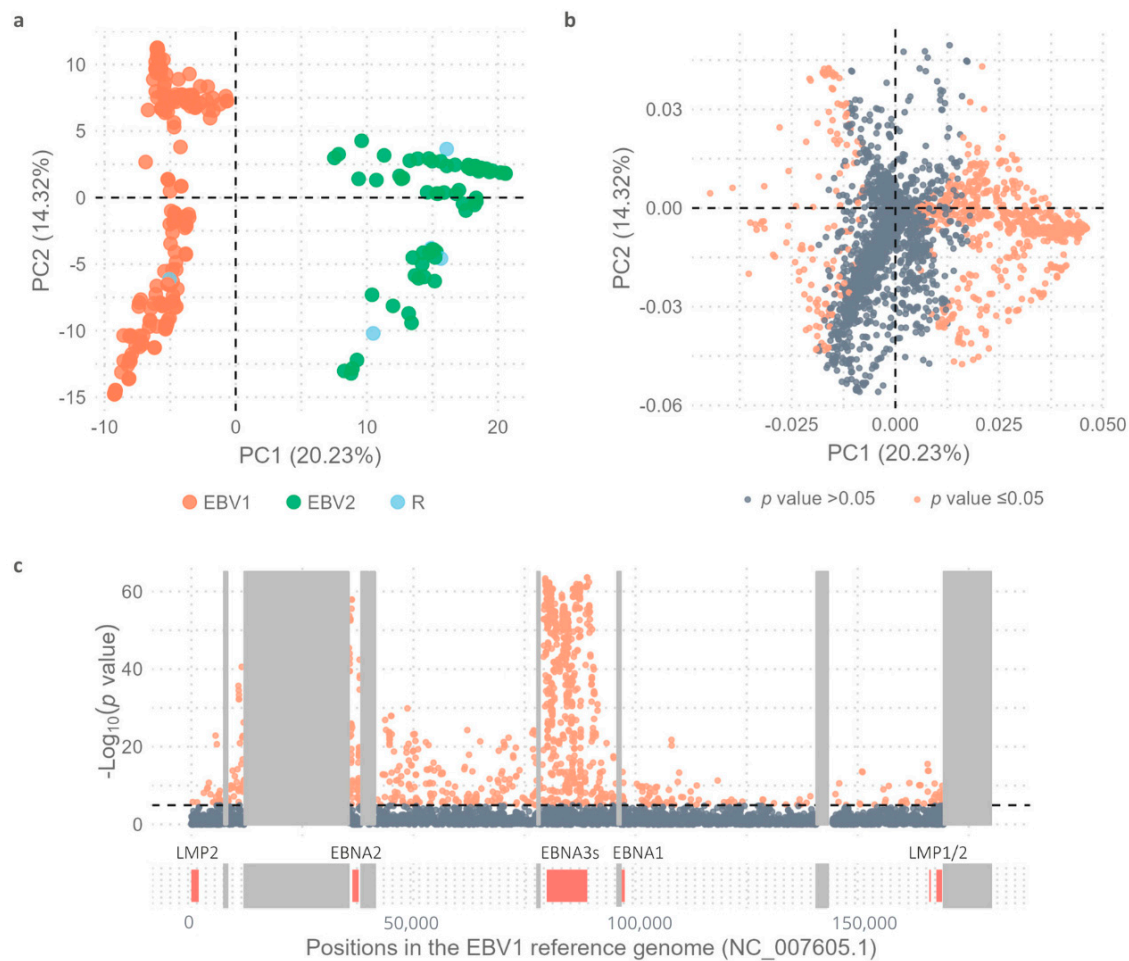 a
b
10
5
0
-5
-10
-15
PC2 (14.32%)
-10
0
10
20
PC1 (20.23%)
EBV1
EBV2
R
0.03
0.00
-0.03
-0.06
PC2 (14.32%)
-0.025
0.000
0.025
0.050
PC1 (20.23%)
p value >0.05
p value ≤0.05
c
60
40
20
0
-Log10(p value)
LMP2
EBNA2
EBNA3s
EBNA1
LMP1/2
0
50,000
100,000
150,000
Positions in the EBV1 reference genome (NC_007605.1)